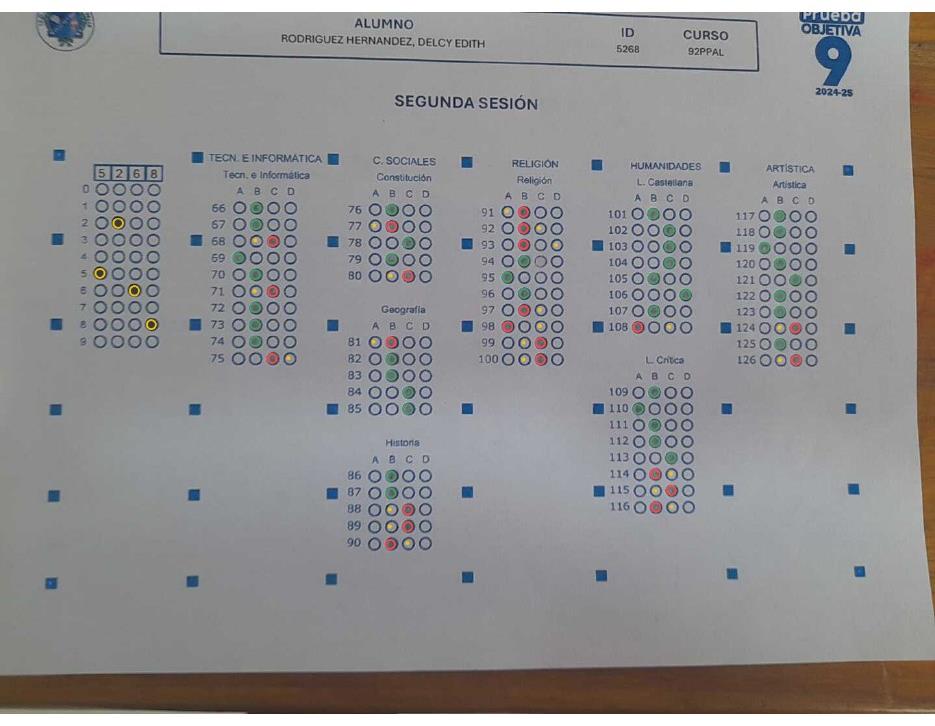 Prueba
OBJETIVA
9
2024-25
ALUMNO
RODRIGUEZ HERNANDEZ, DELCY EDITH
ID
5268
CURSO
92PPAL
SEGUNDA SESIÓN
5 2 6 8
0
1
2
3
4
5
6
7
8
9
TECN. E INFORMÁTICA
Tecn. e Informática
A B C D
66
67
68
69
70
71
72
73
74
75
C. SOCIALES
Constitución
A B C D
76
77
78
79
80
Geografía
A B C D
81
82
83
84
85
Historia
A B C D
86
87
88
89
90
RELIGIÓN
Religión
A B C D
91
92
93
94
95
96
97
98
99
100
HUMANIDADES
L. Castellana
A B C D
101
102
103
104
105
106
107
108
L. Crítica
A B C D
109
110
111
112
113
114
115
116
ARTÍSTICA
Artística
A B C D
117
118
119
120
121
122
123
124
125
126